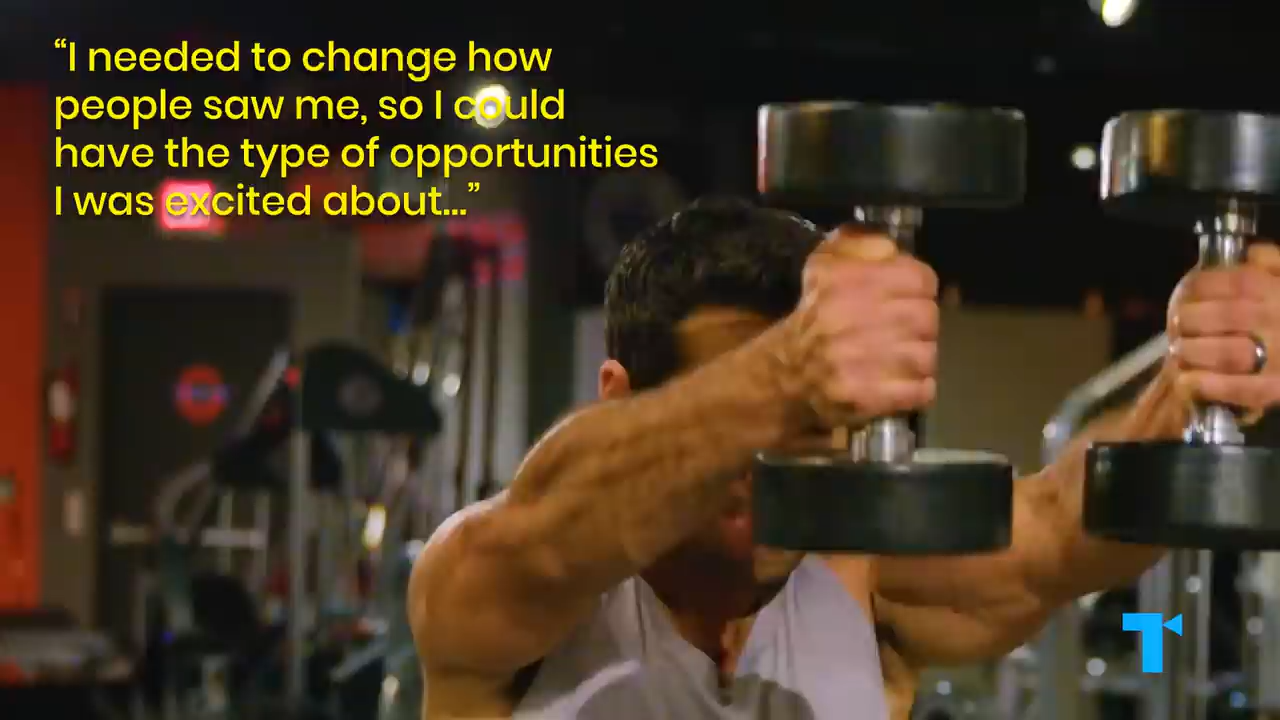 “I needed to change how
people saw me, so I could
have the type of opportunities
I was excited about...”